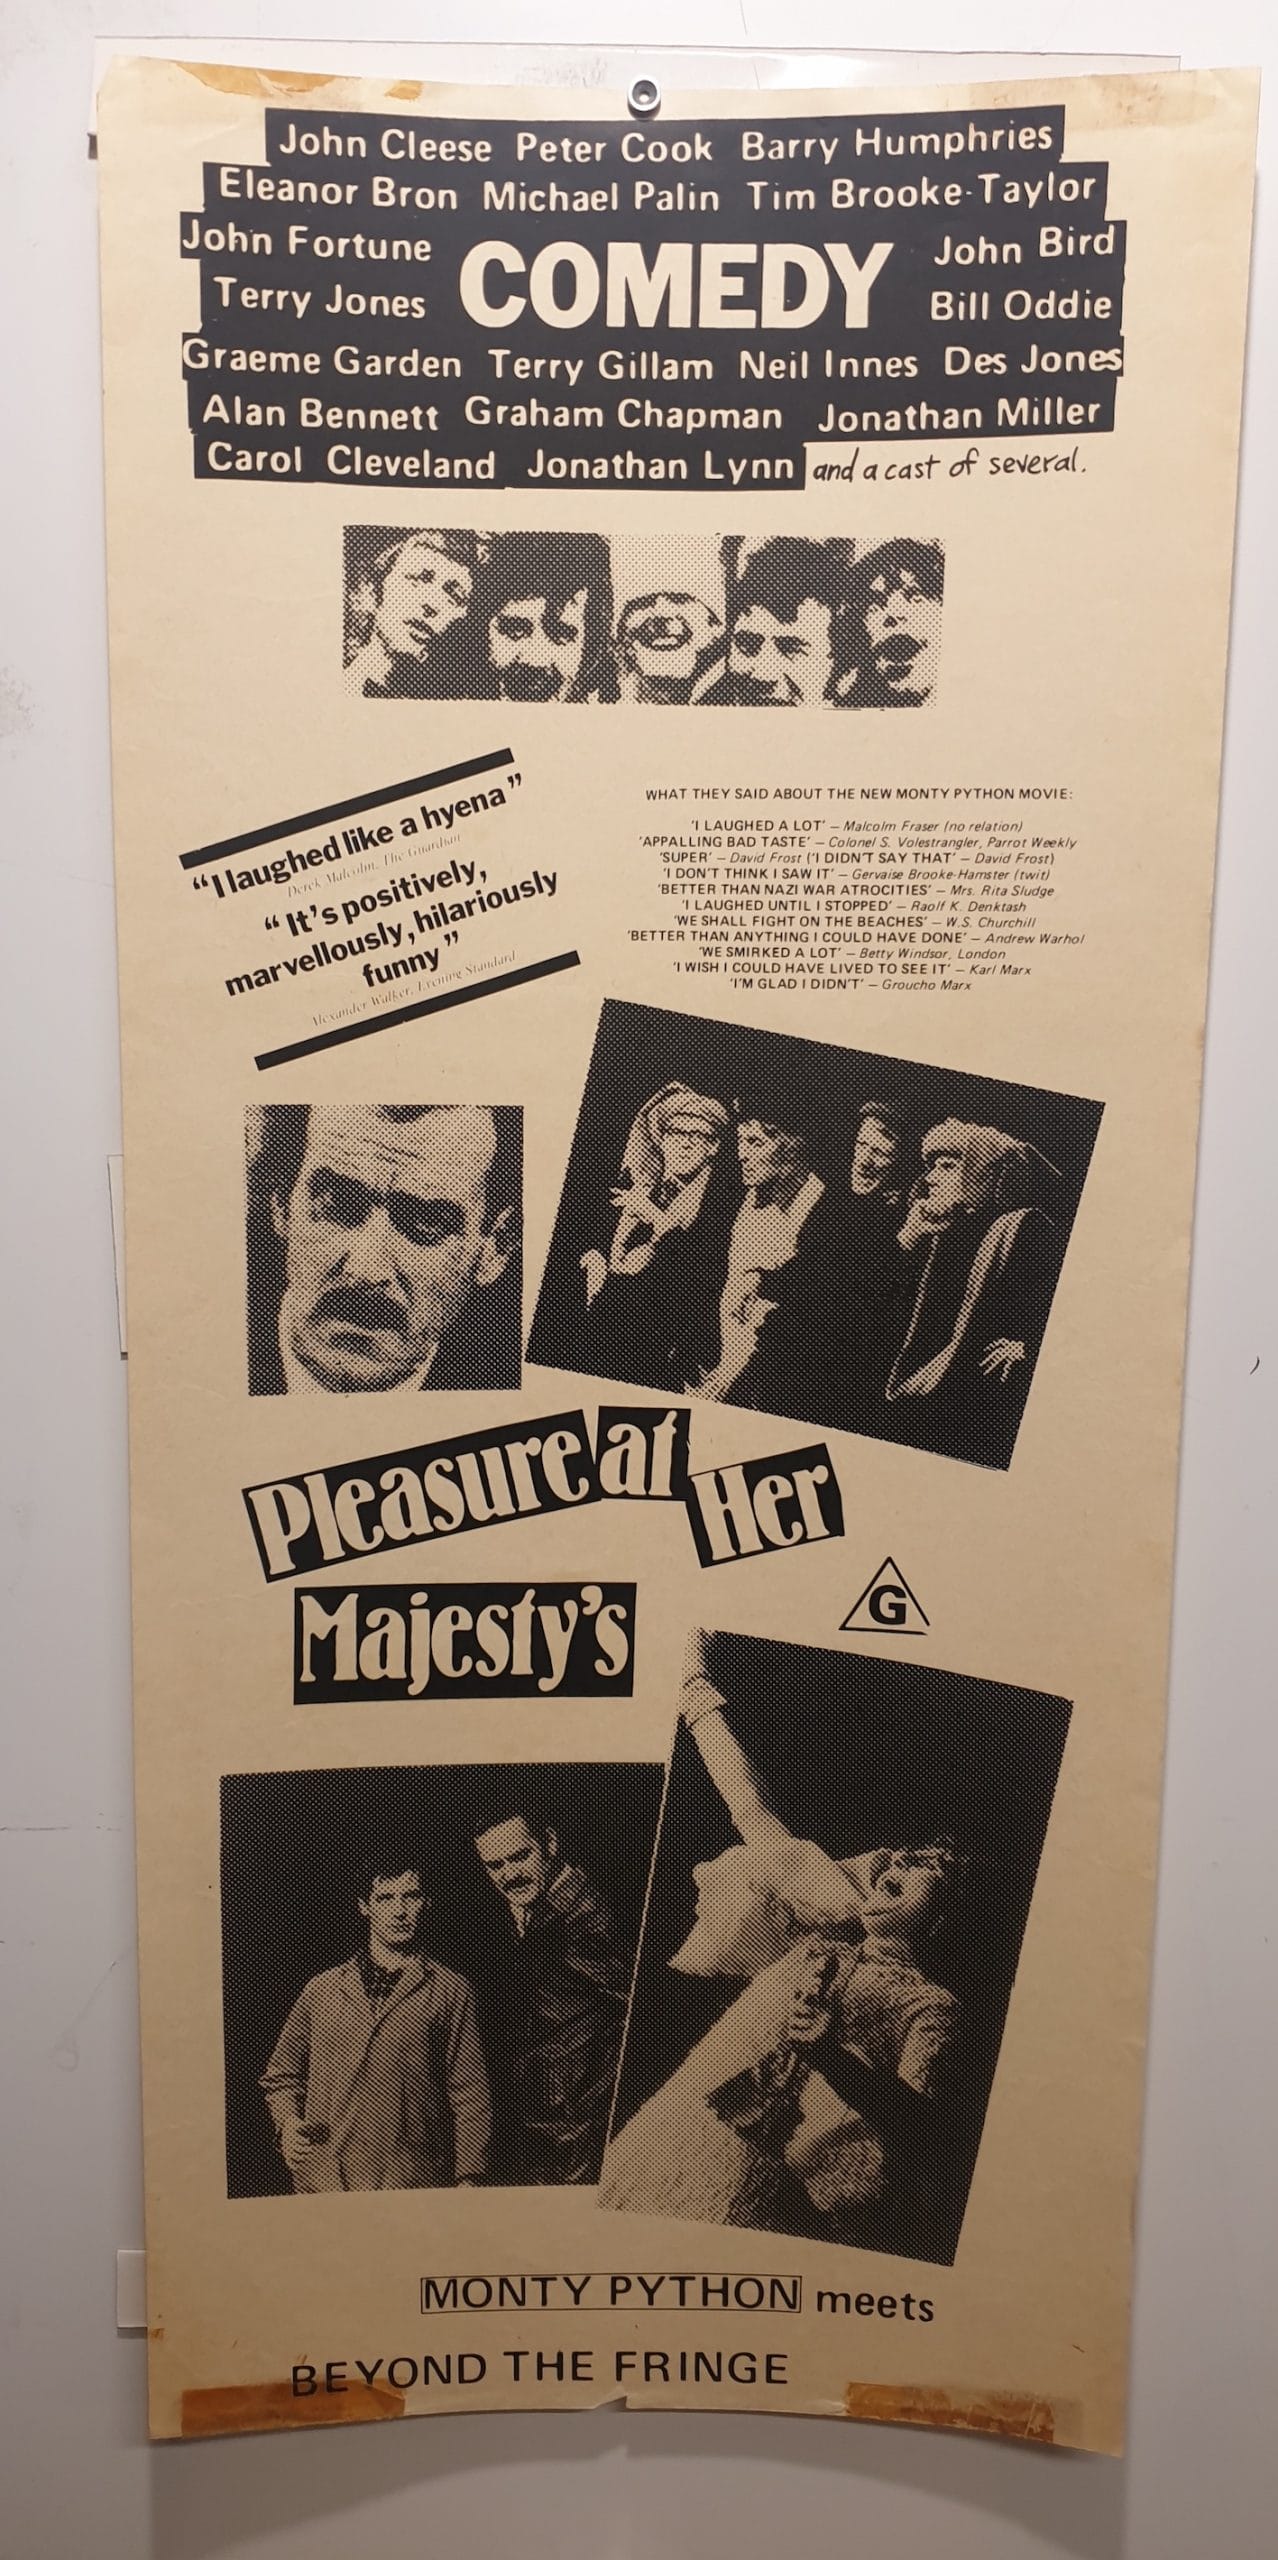 John Cleese Peter Cook Barry Humphries
Eleanor Bron Michael Palin Tim Brooke-Taylor
John Fortune
Terry Jones
COMEDY
John Bird
Bill Oddie
Graeme Garden Terry Gillam Neil Innes Des Jones
Alan Bennett Graham Chapman Jonathan Miller
Carol Cleveland Jonathan Lynn and a cast of several.
“I laughed like a hyena”
Derek Malcolm, The Guardian
“It's positively,
marvellously, hilariously
funny”
Alexander Walker, Evening Standard
WHAT THEY SAID ABOUT THE NEW MONTY PYTHON MOVIE:
'I LAUGHED A LOT' — Malcolm Fraser (no relation)
'APPALLING BAD TASTE' — Colonel S. Volestrangler, Parrot Weekly
'SUPER' — David Frost ('I DIDN'T SAY THAT' — David Frost)
'I DON'T THINK I SAW IT' — Gervaise Brooke-Hamster (twit)
'BETTER THAN NAZI WAR ATROCITIES' — Mrs. Rita Sludge
'I LAUGHED UNTIL I STOPPED' — Raolf K. Denktash
'WE SHALL FIGHT ON THE BEACHES' — W.S. Churchill
'BETTER THAN ANYTHING I COULD HAVE DONE' — Andrew Warhol
'WE SMIRKED A LOT' — Betty Windsor, London
'I WISH I COULD HAVE LIVED TO SEE IT' — Karl Marx
'I'M GLAD I DIDN'T' — Groucho Marx
Pleasure at Her
Majesty's
G
MONTY PYTHON meets
BEYOND THE FRINGE